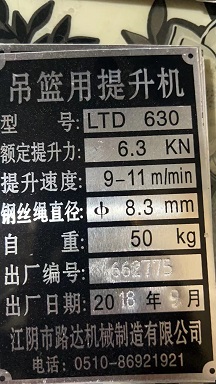 吊篮用提升机
型 号: LTD 630
额定提升力: 6.3 KN
提升速度: 9-11 m/min
钢丝绳直径: ф 8.3 mm
自 重: 50 kg
出厂编号: 1662775
出厂日期: 2018 年 9 月
江阴市路达机械制造有限公司
电话: 0510-86921921